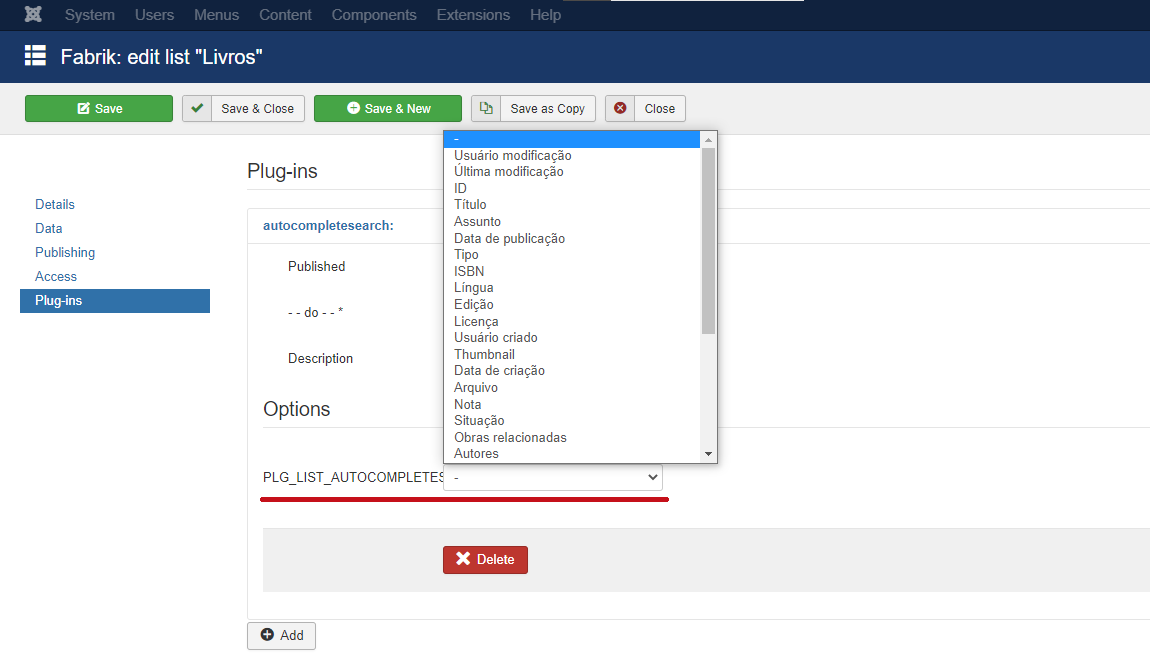 System Users Menus Content Components Extensions Help
Fabrik: edit list "Livros"
Save Save & Close Save & New Save as Copy Close
Details
Data
Publishing
Access
Plug-ins
Plug-ins
autocompletesearch:
Published
- - do - - *
Description
Options
-
Usuário modificação
Última modificação
ID
Título
Assunto
Data de publicação
Tipo
ISBN
Língua
Edição
Licença
Usuário criado
Thumbnail
Data de criação
Arquivo
Nota
Situação
Obras relacionadas
Autores
PLG_LIST_AUTOCOMPLETES -
Delete
Add